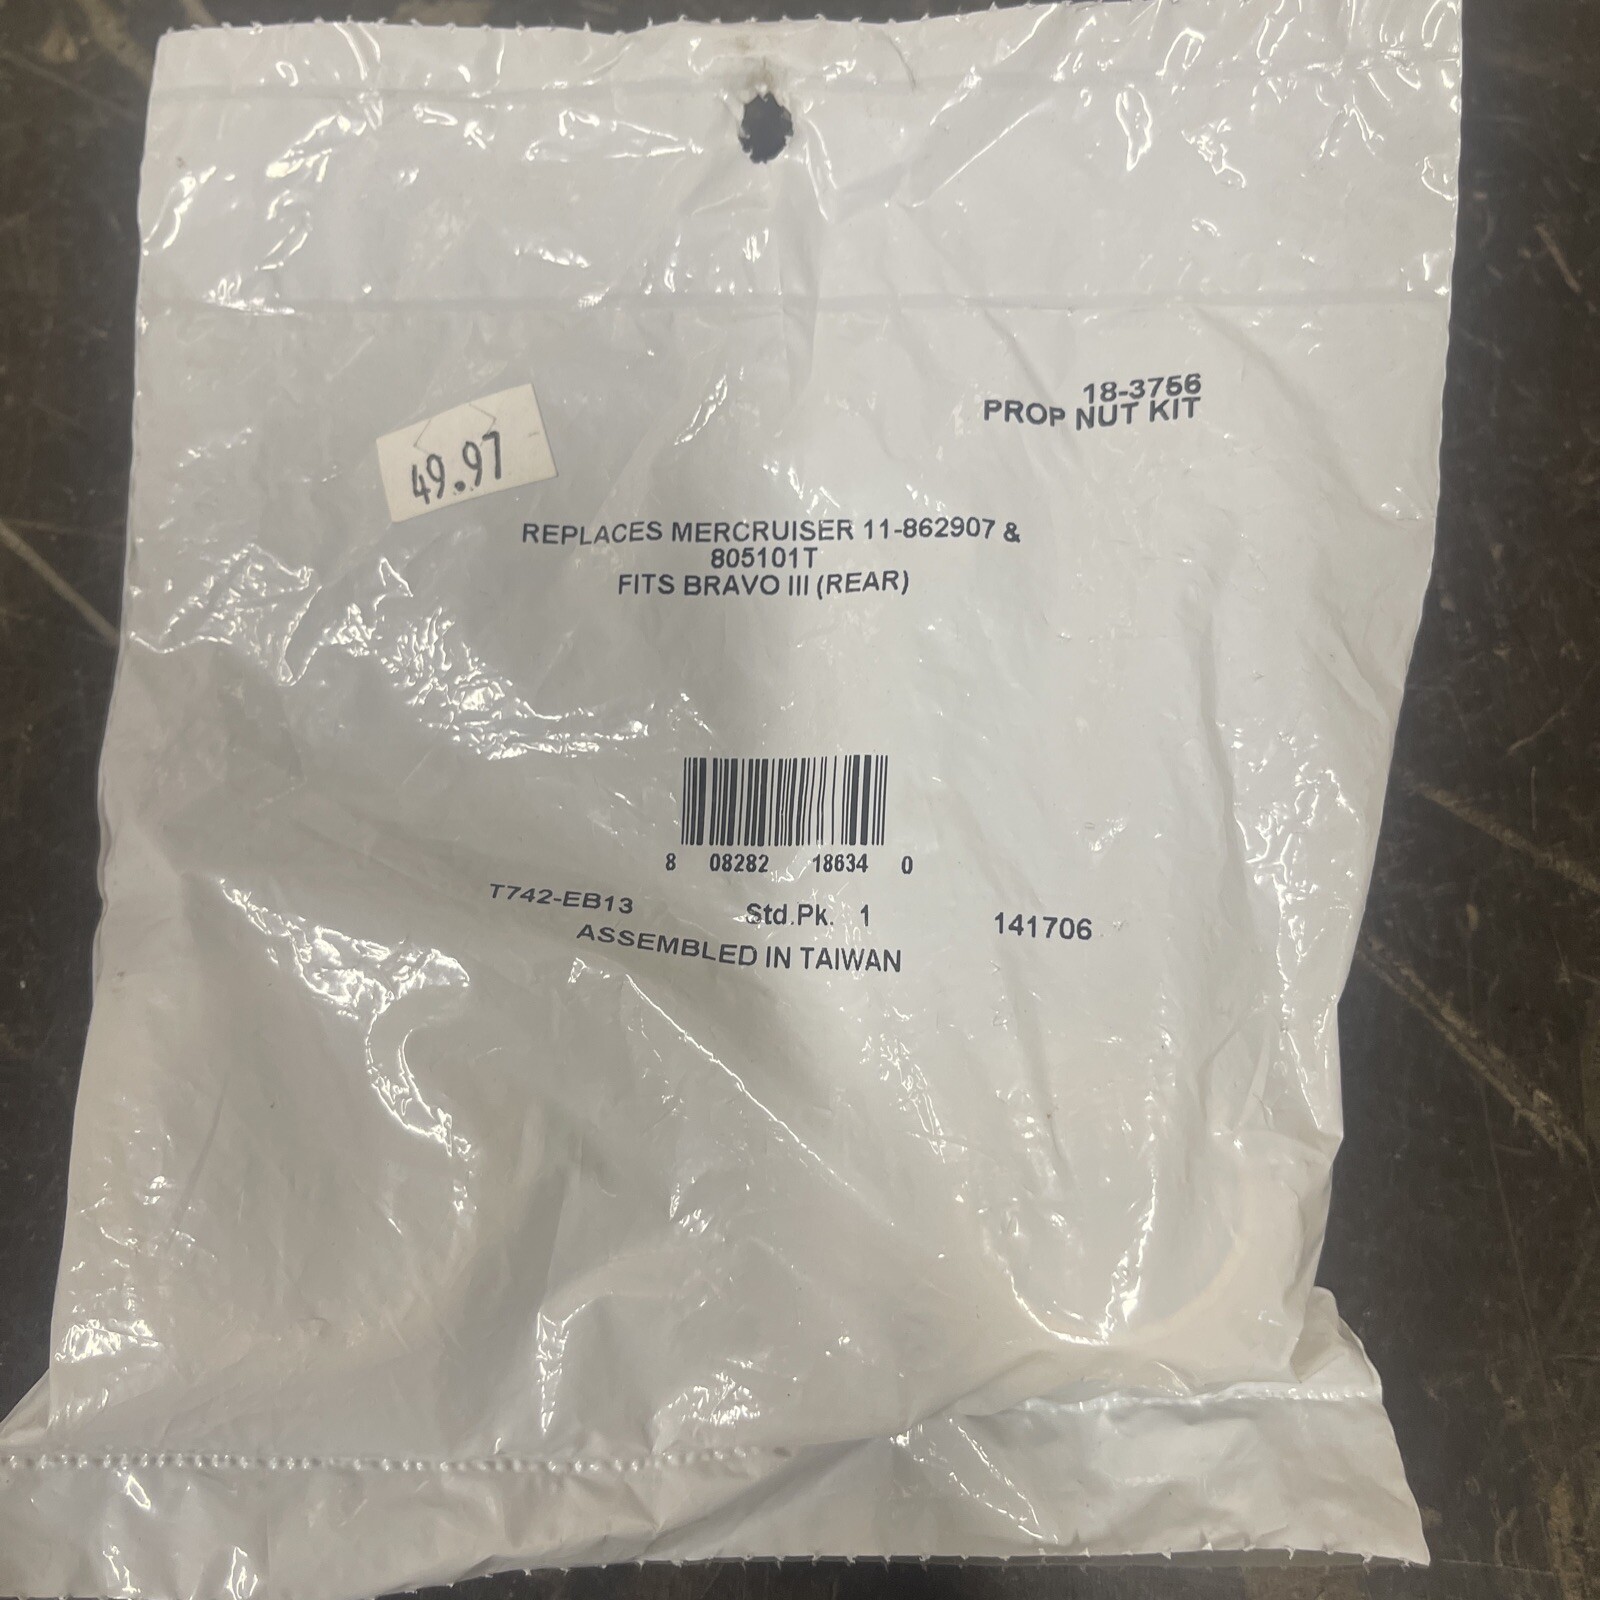 18-3756
PROP NUT KIT
49.97
REPLACES MERCRUISER 11-862907 &
805101T
FITS BRAVO III (REAR)
8 08282 18634 0
T742-EB13 Std.Pk. 1 141706
ASSEMBLED IN TAIWAN